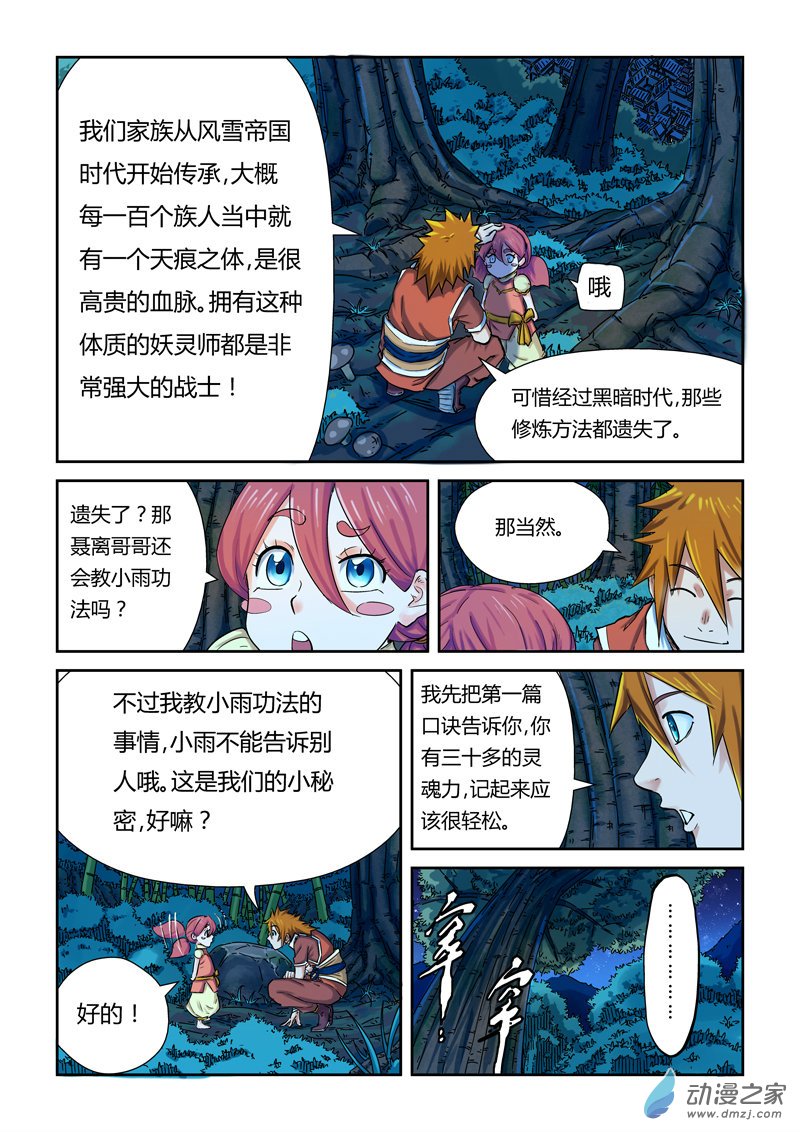 我们家族从风雪帝国
时代开始传承，大概
每一百个族人当中就
有一个天痕之体，是很
高贵的血脉。拥有这种
体质的妖灵师都是非
常强大的战士！
哦
可惜经过黑暗时代，那些
修炼方法都遗失了。
遗失了？那
聂离哥哥还
会教小雨功
法吗？
那当然。
不过我教小雨功法的
事情，小雨不能告诉别
人哦。这是我们的小秘
密，好嘛？
好的！
我先把第一篇
口诀告诉你，你
有三十多的灵
魂力，记起来应
该很轻松。
…………
窣
窣
动漫之家
www.dmzj.com